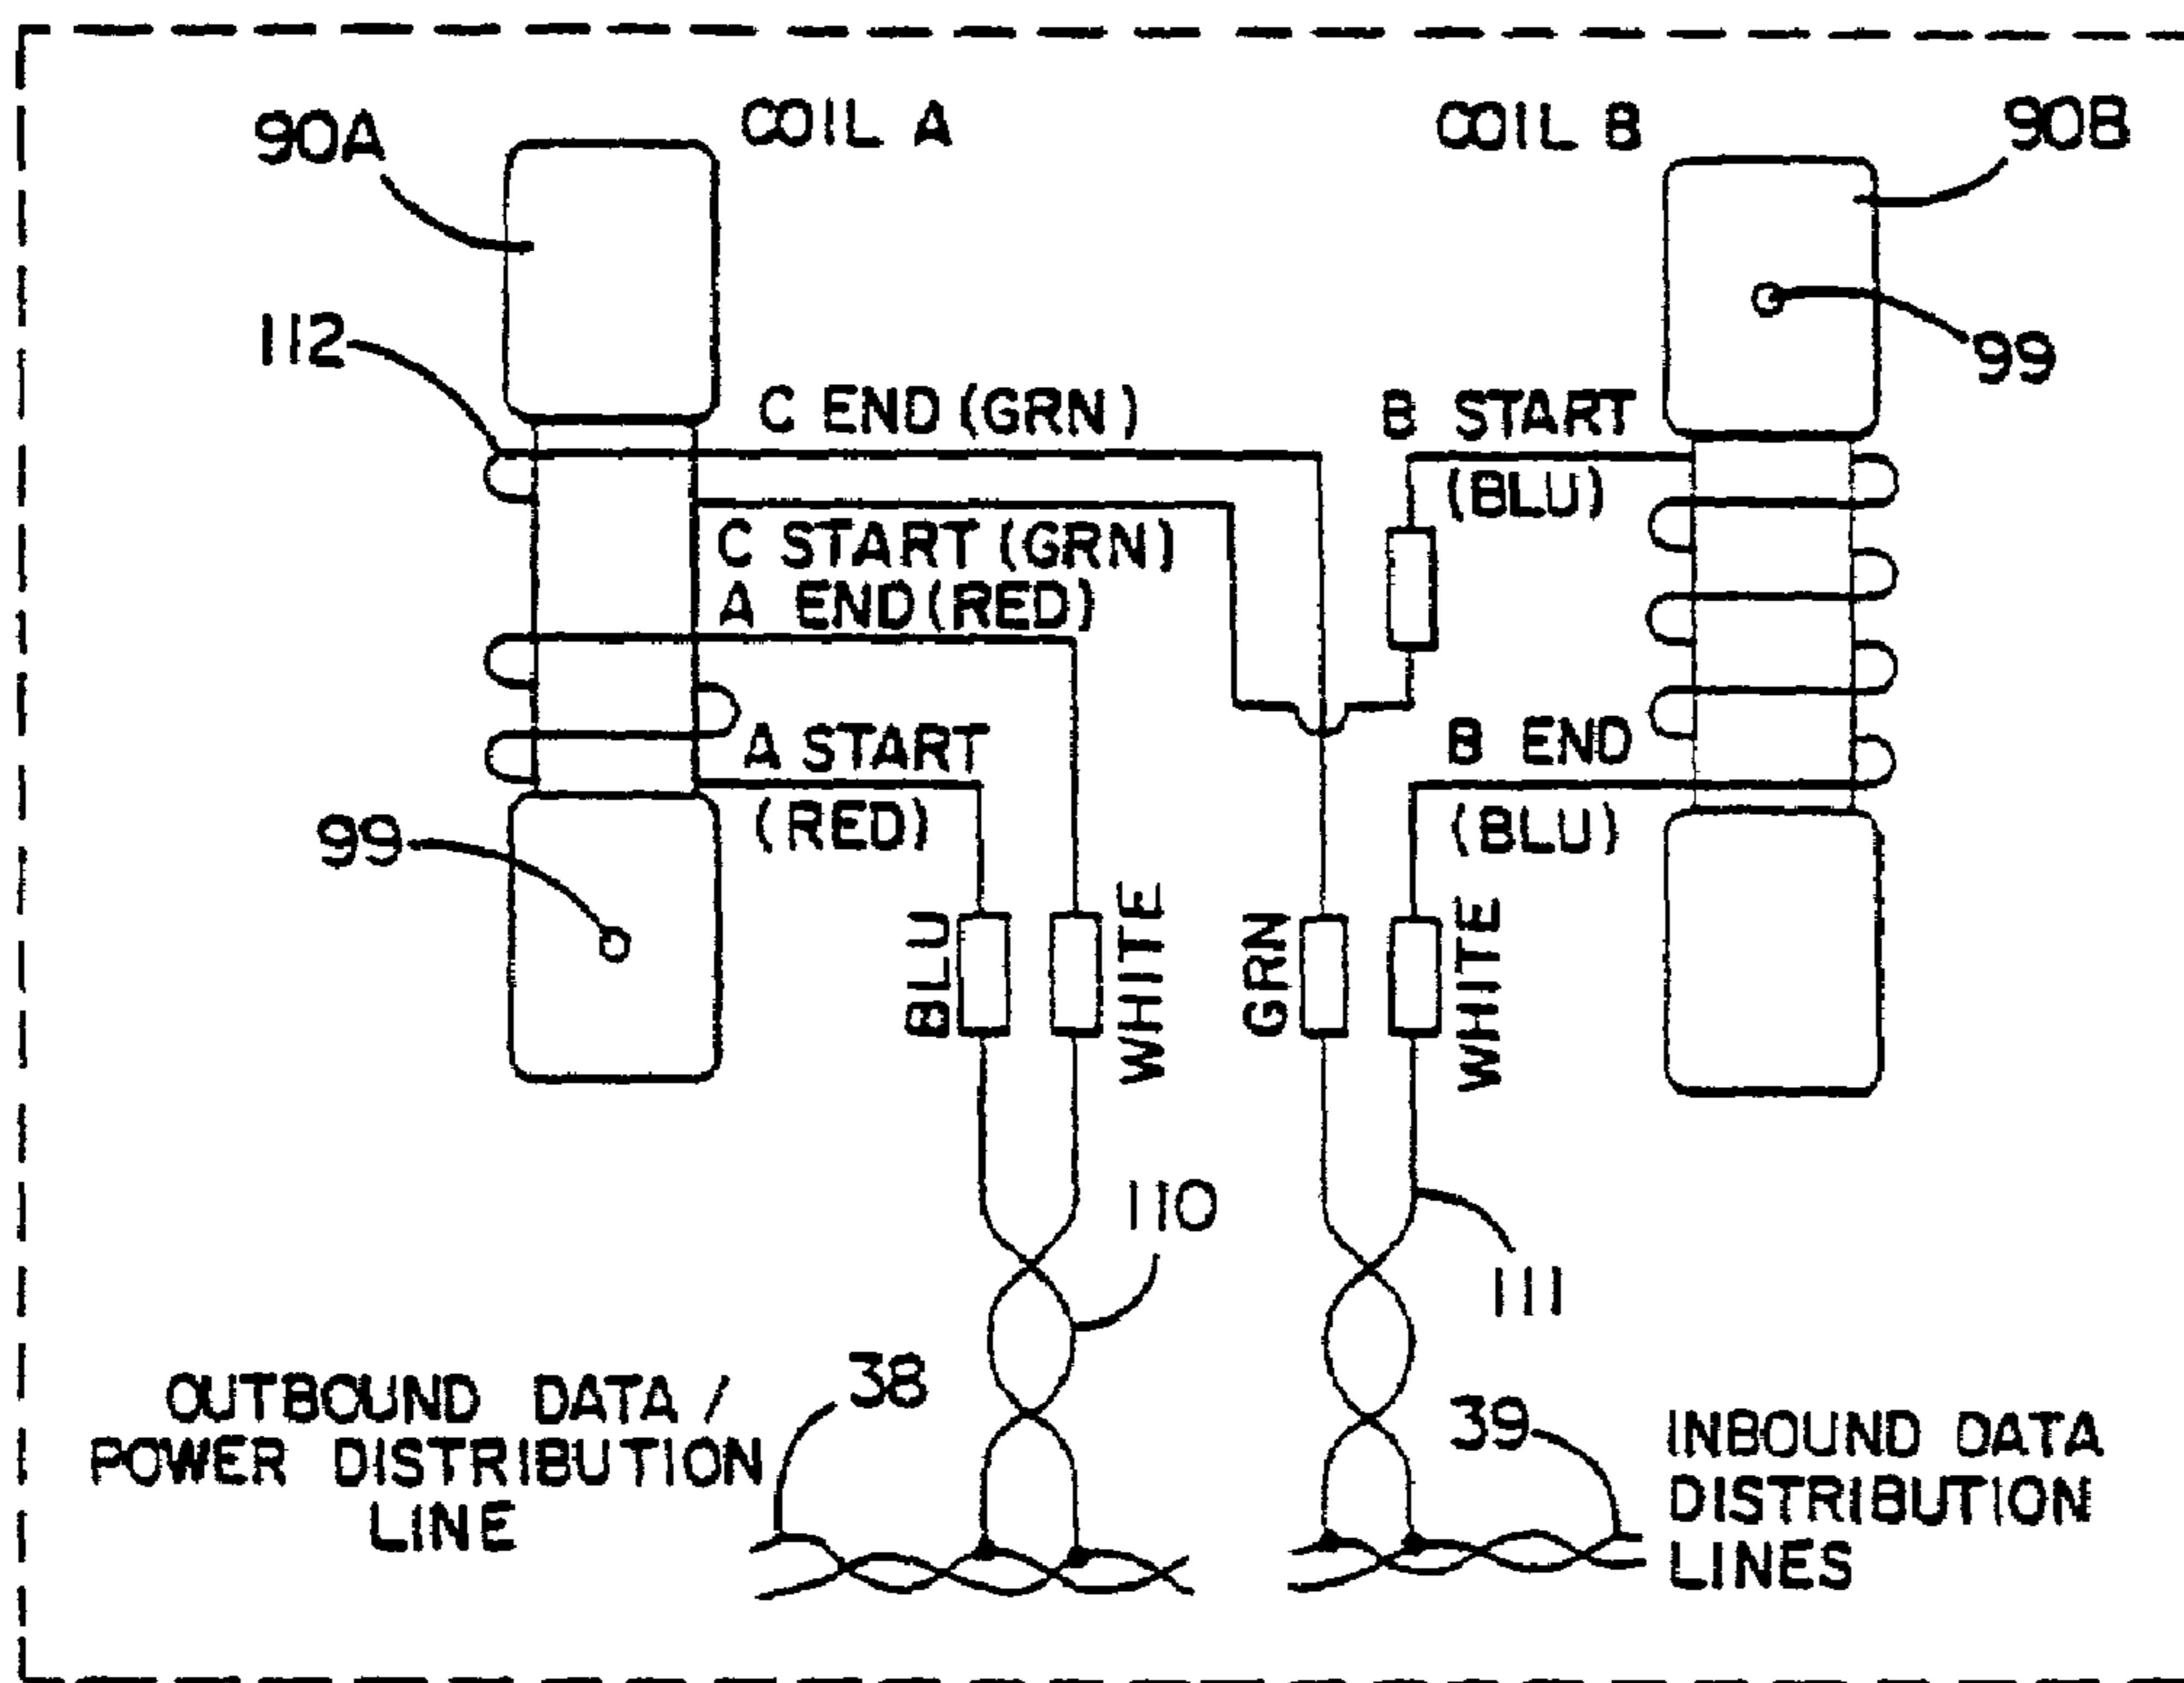 90A
COIL A
COIL B
90B
112
99
C END (GRN)
B START
(BLU)
C START (GRN)
A END (RED)
A START
(RED)
B END
(BLU)
99
BLU
WHITE
GRN
WHITE
110
111
38
39
OUTBOUND DATA /
POWER DISTRIBUTION
LINE
INBOUND DATA
DISTRIBUTION
LINES